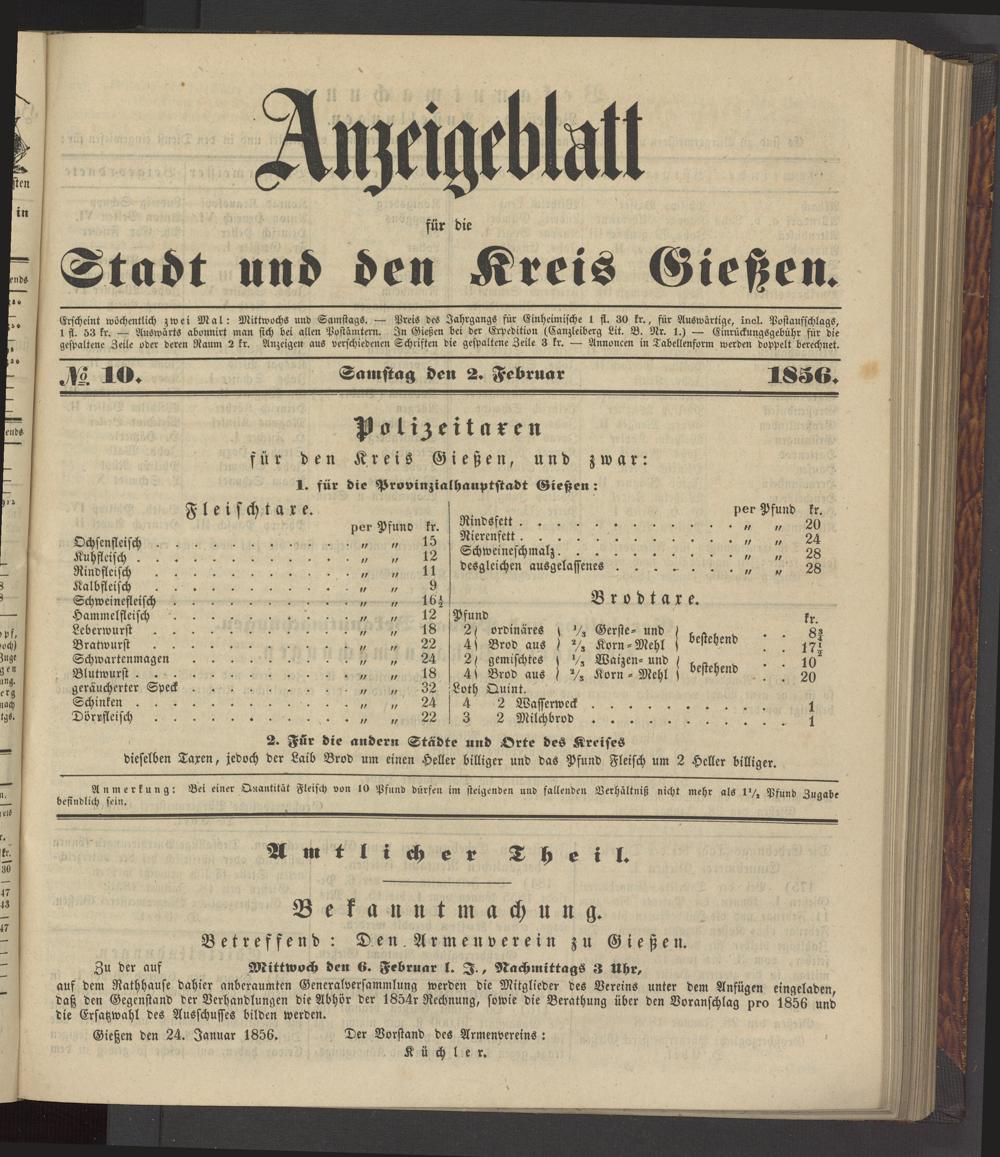 Anzeigeblatt
für die
Stadt und den Kreis Gießen.
Erscheint wöchentlich zwei Mal: Mittwochs und Samstags. — Preis des Jahrgangs für Einheimische 1 fl. 30 kr., für Auswärtige, incl. Postaufschlags,
1 fl. 53 kr. — Auswärts abonnirt man sich bei allen Postämtern. In Gießen bei der Expedition (Canzleiberg Lit. B. Nr. 1.) — Einrückungsgebühr für die
gespaltene Zeile oder deren Raum 2 kr. Anzeigen aus verschiedenen Schriften die gespaltene Zeile 3 kr. — Annoncen in Tabellenform werden doppelt berechnet.
No. 10. Samstag den 2. Februar 1856.
Polizeitaxen
für den Kreis Gießen, und zwar:
1. für die Provinzialhauptstadt Gießen:
Fleischtaxe.
per Pfund kr.
Ochsenfleisch . . . . . . . . . . „ „ 15
Kuhfleisch . . . . . . . . . . „ „ 12
Rindfleisch . . . . . . . . . . „ „ 11
Kalbfleisch . . . . . . . . . . „ „ 9
Schweinefleisch . . . . . . . . . . „ „ 16½
Hammelfleisch . . . . . . . . . . „ „ 12
Leberwurst . . . . . . . . . . „ „ 18
Bratwurst . . . . . . . . . . „ „ 22
Schwartenmagen . . . . . . . . . „ „ 24
Blutwurst . . . . . . . . . . „ „ 18
geräucherter Speck . . . . . . . . . „ „ 32
Schinken . . . . . . . . . . „ „ 24
Dörrfleisch . . . . . . . . . . „ „ 22
per Pfund kr.
Rindsfett . . . . . . . . . . „ „ 20
Nierenfett . . . . . . . . . . „ „ 24
Schweineschmalz . . . . . . . . . „ „ 28
desgleichen ausgelassenes . . . . . . . „ „ 28
Brodtaxe.
Pfund kr.
2 ordinäres ⅓ Gerste- und bestehend . . 8¾
4 Brod aus ⅔ Korn-Mehl . . 17½
2 gemischtes ⅓ Waizen- und bestehend . . 10
4 Brod aus ⅔ Korn-Mehl . . 20
Loth Quint.
4 2 Wasserweck . . . . . . . . . 1
3 2 Milchbrod . . . . . . . . . 1
2. Für die andern Städte und Orte des Kreises
dieselben Taxen, jedoch der Laib Brod um einen Heller billiger und das Pfund Fleisch um 2 Heller billiger.
Anmerkung: Bei einer Quantität Fleisch von 10 Pfund dürfen im steigenden und fallenden Verhältniß nicht mehr als 1½ Pfund Zugabe
befindlich sein.
Amtlicher Theil.
Bekanntmachung.
Betreffend: Den Armenverein zu Gießen.
Zu der auf Mittwoch den 6. Februar l. J., Nachmittags 3 Uhr,
auf dem Rathhause dahier anberaumten Generalversammlung werden die Mitglieder des Vereins unter dem Anfügen eingeladen,
daß den Gegenstand der Verhandlungen die Abhör der 1854r Rechnung, sowie die Berathung über den Voranschlag pro 1856 und
die Ersatzwahl des Ausschusses bilden werden.
Gießen den 24. Januar 1856. Der Vorstand des Armenvereins:
Küchler.